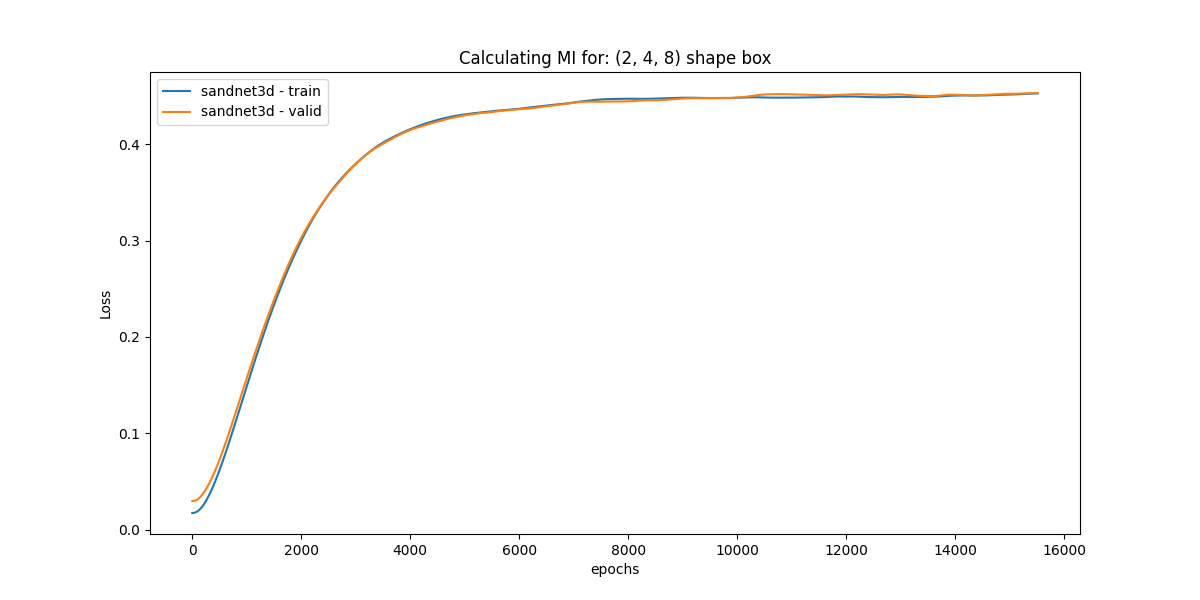 Calculating MI for: (2, 4, 8) shape box
sandnet3d - train
sandnet3d - valid
Loss
0.4
0.3
0.2
0.1
0.0
0 2000 4000 6000 8000 10000 12000 14000 16000
epochs